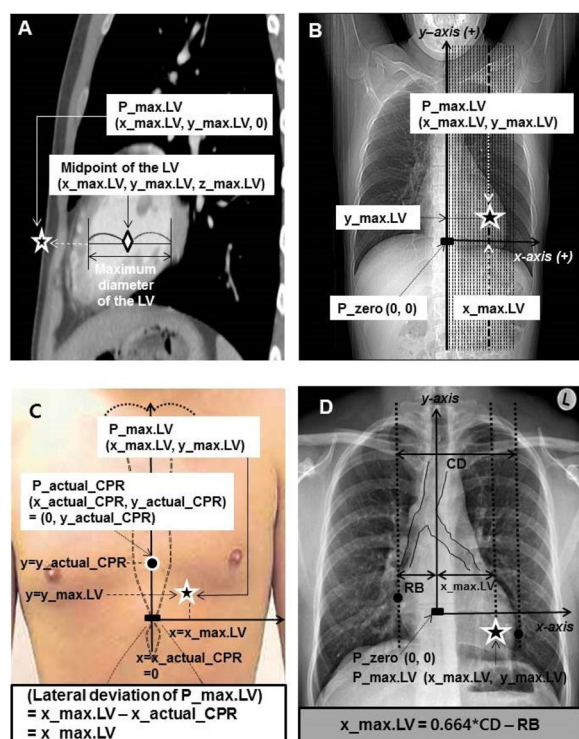 A
P_max.LV
(x_max.LV, y_max.LV, 0)
Midpoint of the LV
(x_max.LV, y_max.LV, z_max.LV)
Maximum
diameter
of the LV
B
y–axis (+)
P_max.LV
(x_max.LV, y_max.LV)
y_max.LV
x-axis (+)
P_zero (0, 0)
x_max.LV
C
P_max.LV
(x_max.LV, y_max.LV)
P_actual_CPR
(x_actual_CPR, y_actual_CPR)
= (0, y_actual_CPR)
y=y_actual_CPR
y=y_max.LV
x=x_max.LV
x=x_actual_CPR
=0
(Lateral deviation of P_max.LV)
= x_max.LV – x_actual_CPR
= x_max.LV
D
y-axis
L
CD
RB
x_max.LV
x-axis
P_zero (0, 0)
P_max.LV (x_max.LV, y_max.LV)
x_max.LV = 0.664*CD – RB